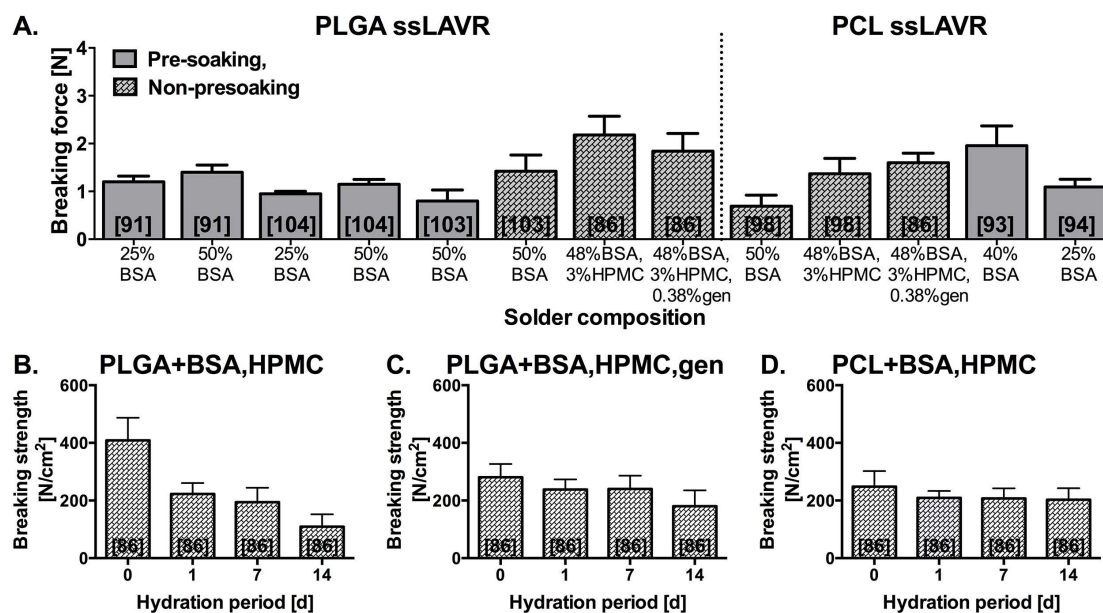 A.
PLGA ssLAVR
PCL ssLAVR
Breaking force [N]
4
3
2
1
0
Pre-soaking,
Non-presoaking
[91]
[91]
[104]
[104]
[103]
[103]
[86]
[86]
[98]
[98]
[86]
[93]
[94]
25%
BSA
50%
BSA
25%
BSA
50%
BSA
50%
BSA
50%
BSA
48%BSA,
3%HPMC
48%BSA,
3%HPMC,
0.38%gen
50%
BSA
48%BSA,
3%HPMC
48%BSA,
3%HPMC,
0.38%gen
40%
BSA
25%
BSA
Solder composition
B.
PLGA+BSA,HPMC
Breaking strength
[N/cm²]
600
400
200
0
[86]
[86]
[86]
[86]
0
1
7
14
Hydration period [d]
C.
PLGA+BSA,HPMC,gen
Breaking strength
[N/cm²]
600
400
200
0
[86]
[86]
[86]
[86]
0
1
7
14
Hydration period [d]
D.
PCL+BSA,HPMC
Breaking strength
[N/cm²]
600
400
200
0
[86]
[86]
[86]
[86]
0
1
7
14
Hydration period [d]